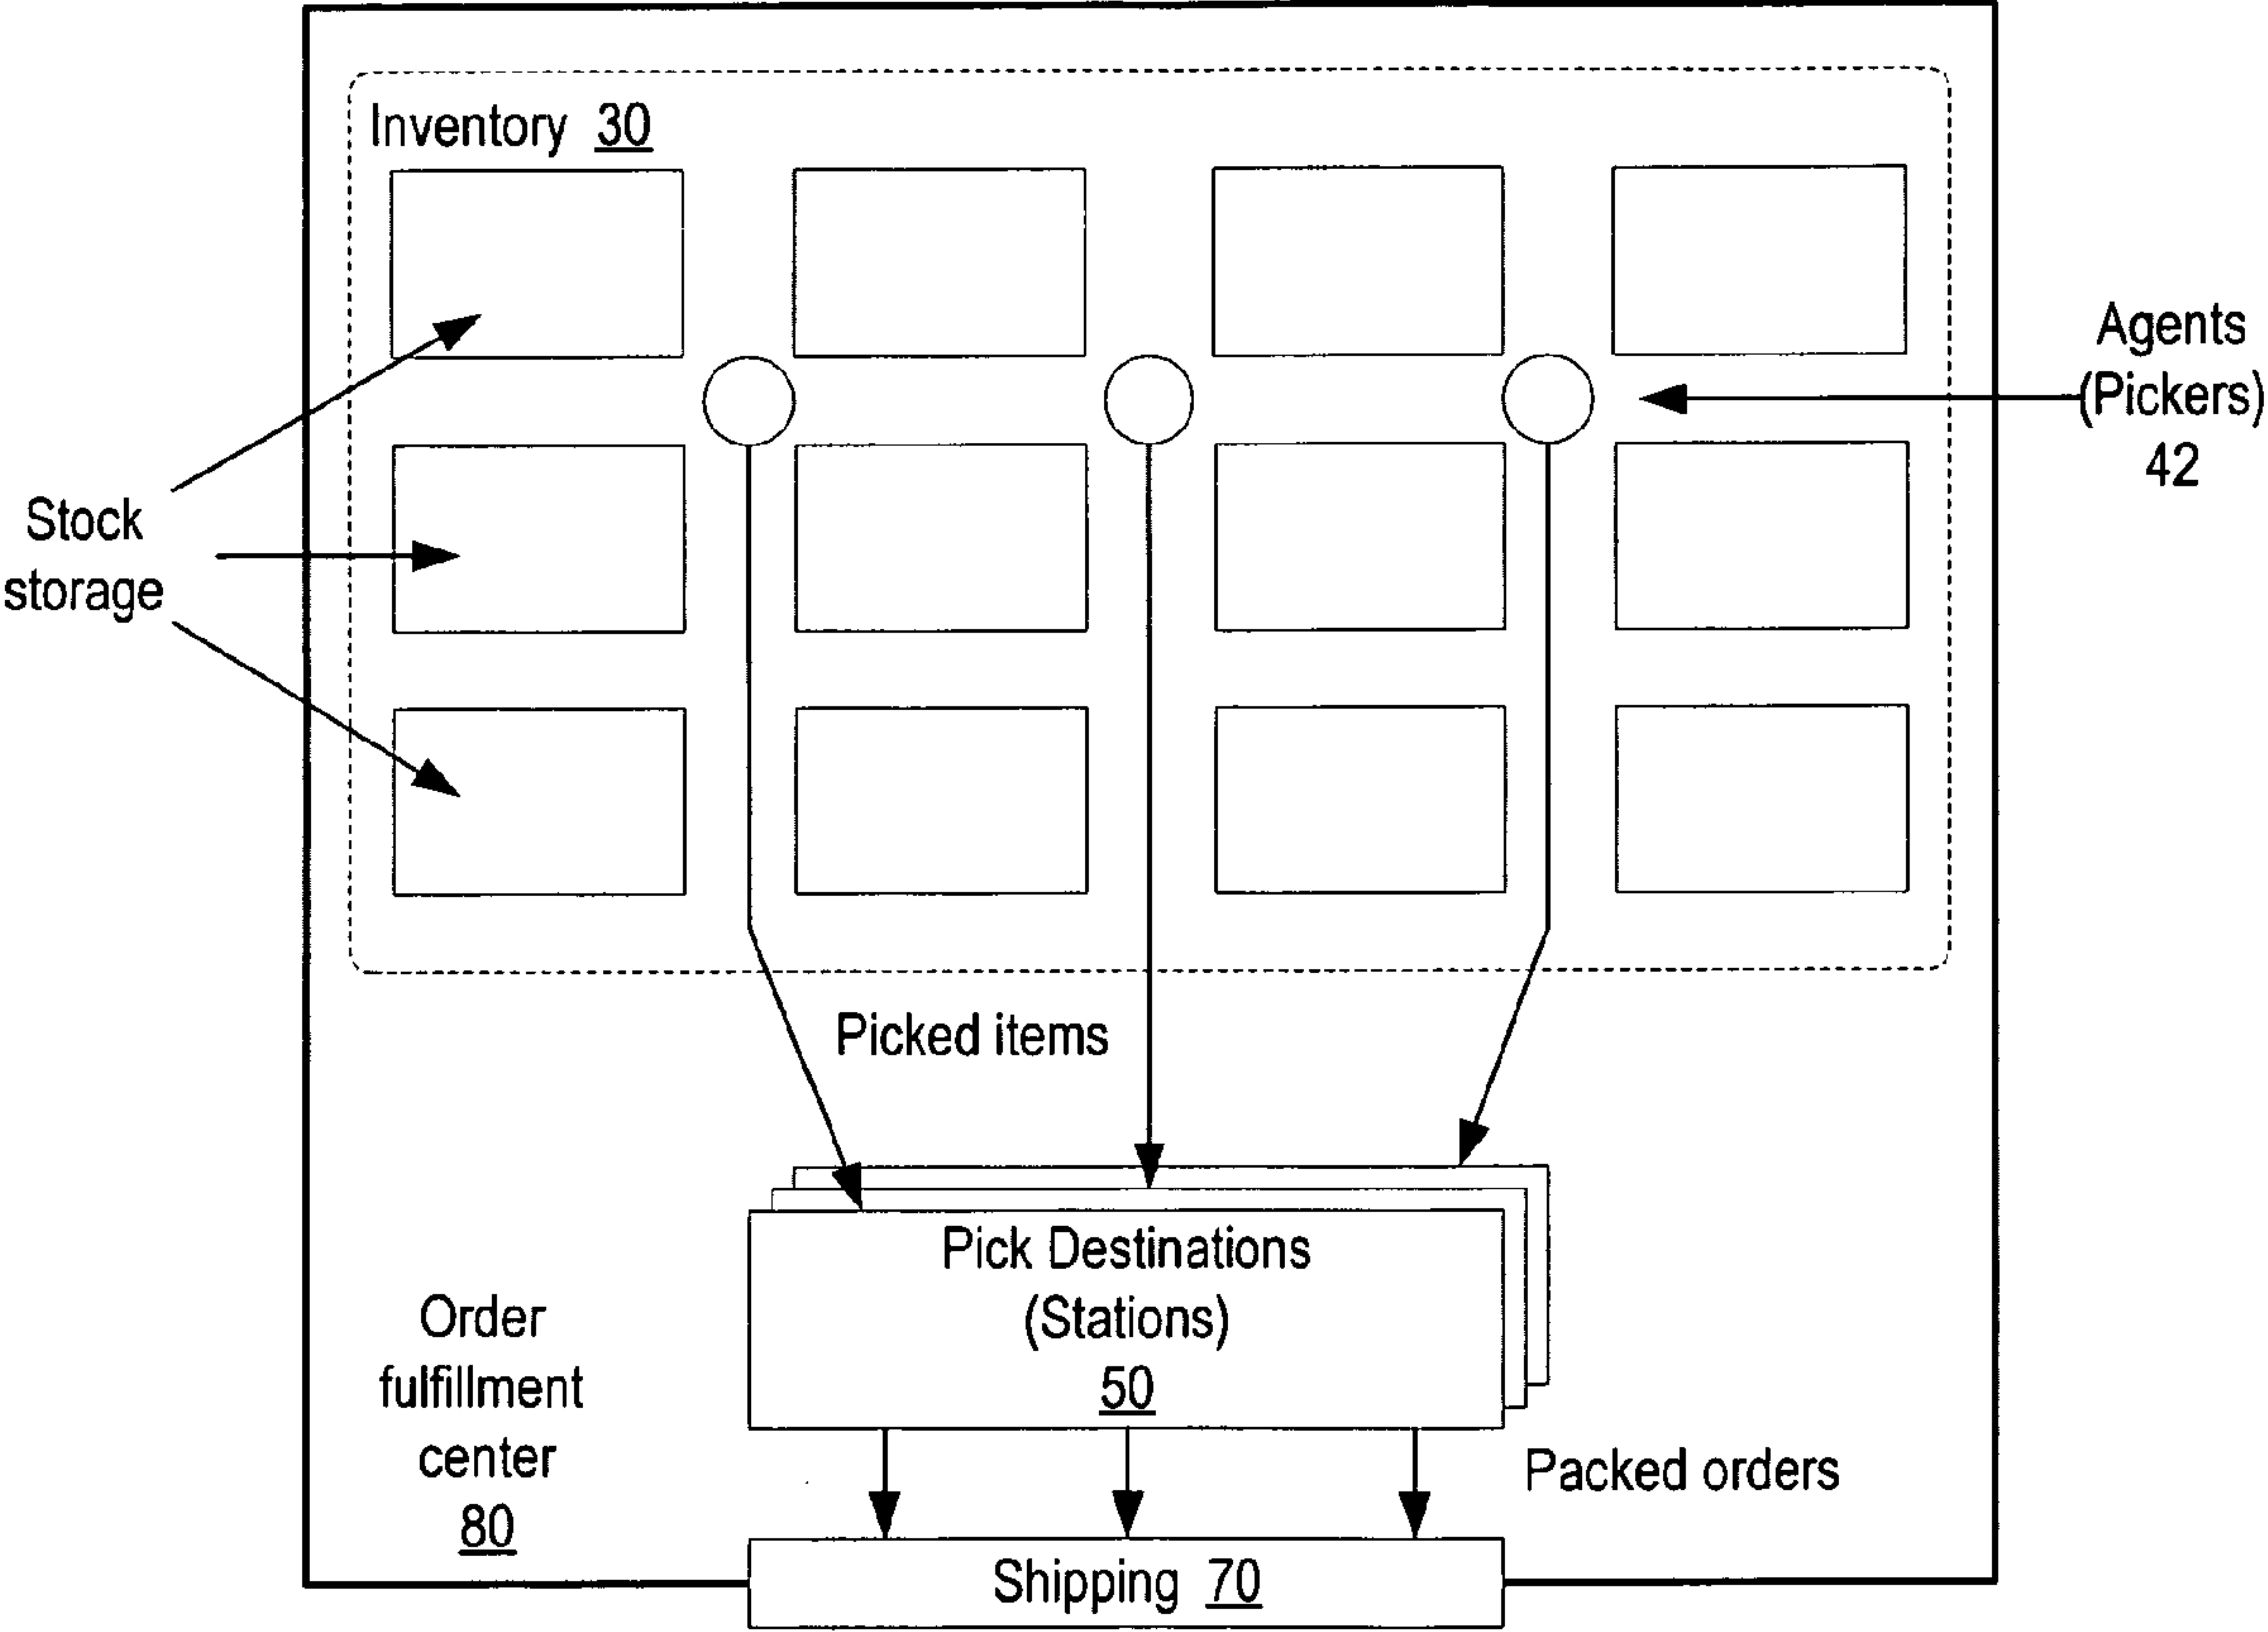 Inventory 30
Agents
(Pickers)
42
Stock
storage
Picked items
Pick Destinations
(Stations)
50
Order
fulfillment
center
80
Packed orders
Shipping 70